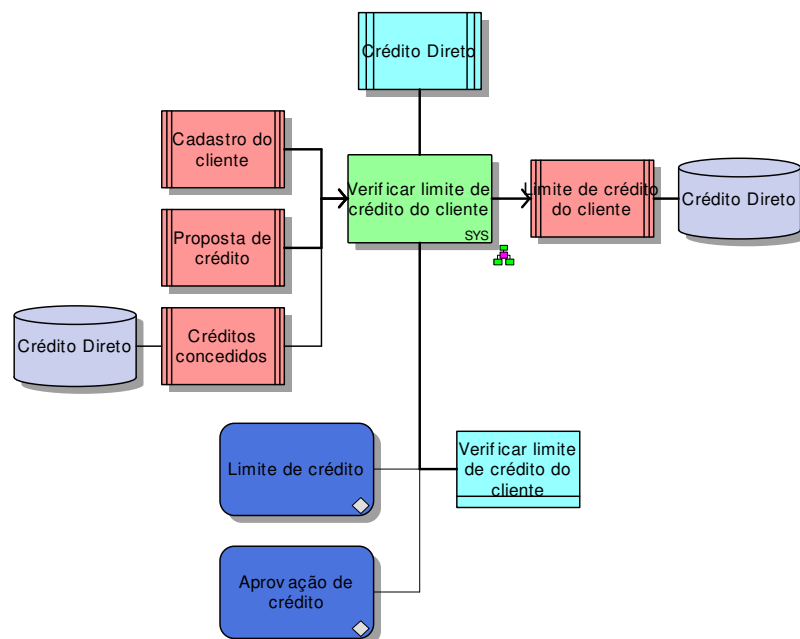 Crédito Direto
Cadastro do
cliente
Verificar limite de
crédito do cliente
SYS
Limite de crédito
do cliente
Crédito Direto
Proposta de
crédito
Crédito Direto
Créditos
concedidos
Limite de crédito
Verificar limite
de crédito do
cliente
Aprovação de
crédito